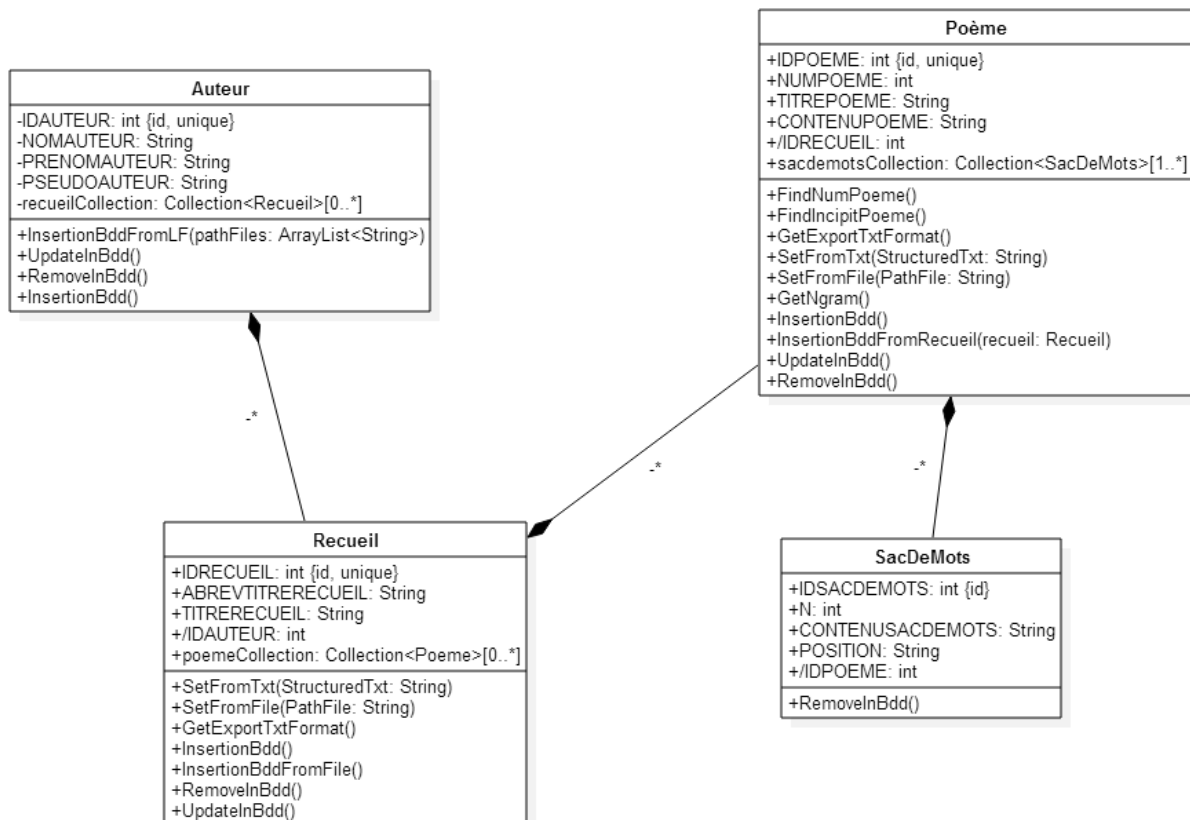 Auteur
-IDAUTEUR: int {id, unique}
-NOMAUTEUR: String
-PRENOMAUTEUR: String
-PSEUDOAUTEUR: String
-recueilCollection: Collection<Recueil>[0..*]
+InsertionBddFromLF(pathFiles: ArrayList<String>)
+UpdateInBdd()
+RemoveInBdd()
+InsertionBdd()
Poème
+IDPOEME: int {id, unique}
+NUMPOEME: int
+TITREPOEME: String
+CONTENUPOEME: String
+/IDRECUEIL: int
+sacdemotsCollection: Collection<SacDeMots>[1..*]
+FindNumPoeme()
+FindIncipitPoeme()
+GetExportTxtFormat()
+SetFromTxt(StructuredTxt: String)
+SetFromFile(PathFile: String)
+GetNgram()
+InsertionBdd()
+InsertionBddFromRecueil(recueil: Recueil)
+UpdateInBdd()
+RemoveInBdd()
-*
-*
-*
Recueil
+IDRECUEIL: int {id, unique}
+ABREVTITRERECUEIL: String
+TITRERECUEIL: String
+/IDAUTEUR: int
+poemeCollection: Collection<Poeme>[0..*]
+SetFromTxt(StructuredTxt: String)
+SetFromFile(PathFile: String)
+GetExportTxtFormat()
+InsertionBdd()
+InsertionBddFromFile()
+RemoveInBdd()
+UpdateInBdd()
SacDeMots
+IDSACDEMOTS: int {id}
+N: int
+CONTENUSACDEMOTS: String
+POSITION: String
+/IDPOEME: int
+RemoveInBdd()